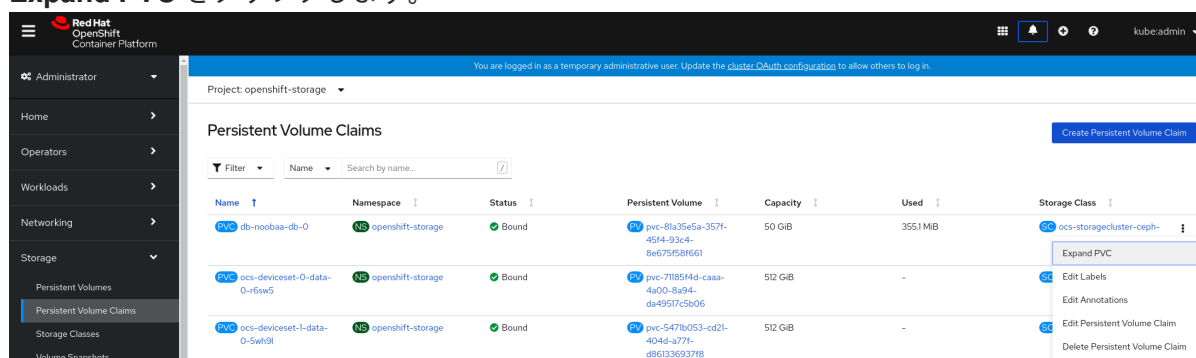 Expand PVC をクリックします。
Red Hat
OpenShift
Container Platform
kube:admin
Administrator
You are logged in as a temporary administrative user. Update the cluster OAuth configuration to allow others to log in.
Project: openshift-storage
Home
Persistent Volume Claims
Create Persistent Volume Claim
Operators
Filter Name Search by name... /
Workloads
Name Namespace Status Persistent Volume Capacity Used Storage Class
Networking
PVC db-noobaa-db-0 NS openshift-storage Bound PV pvc-81a35e5a-357f- 50 GiB 355.1 MiB SC ocs-storagecluster-ceph-
45f4-93c4-
8e675f58f661
Storage
Expand PVC
Persistent Volumes
PVC ocs-deviceset-0-data- NS openshift-storage Bound PV pvc-71185f4d-caaa- 512 GiB - SC
0-r6sw5 4a00-8a94-
da49517c5b06
Edit Labels
Persistent Volume Claims
Edit Annotations
Storage Classes
PVC ocs-deviceset-1-data- NS openshift-storage Bound PV pvc-5471b053-cd21- 512 GiB - SC
0-5wh9l 404d-a77f-
d861336937f8
Edit Persistent Volume Claim
Volume Snapshots
Delete Persistent Volume Claim